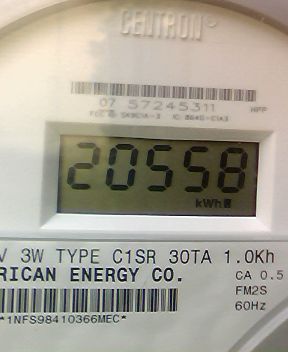 CENTRON®
07 57245311
20558
kWh
V 3W TYPE C1SR 30TA 1.0Kh
RICAN ENERGY CO.
CA 0.5
FM2S
60Hz
*1NFS98410366MEC*